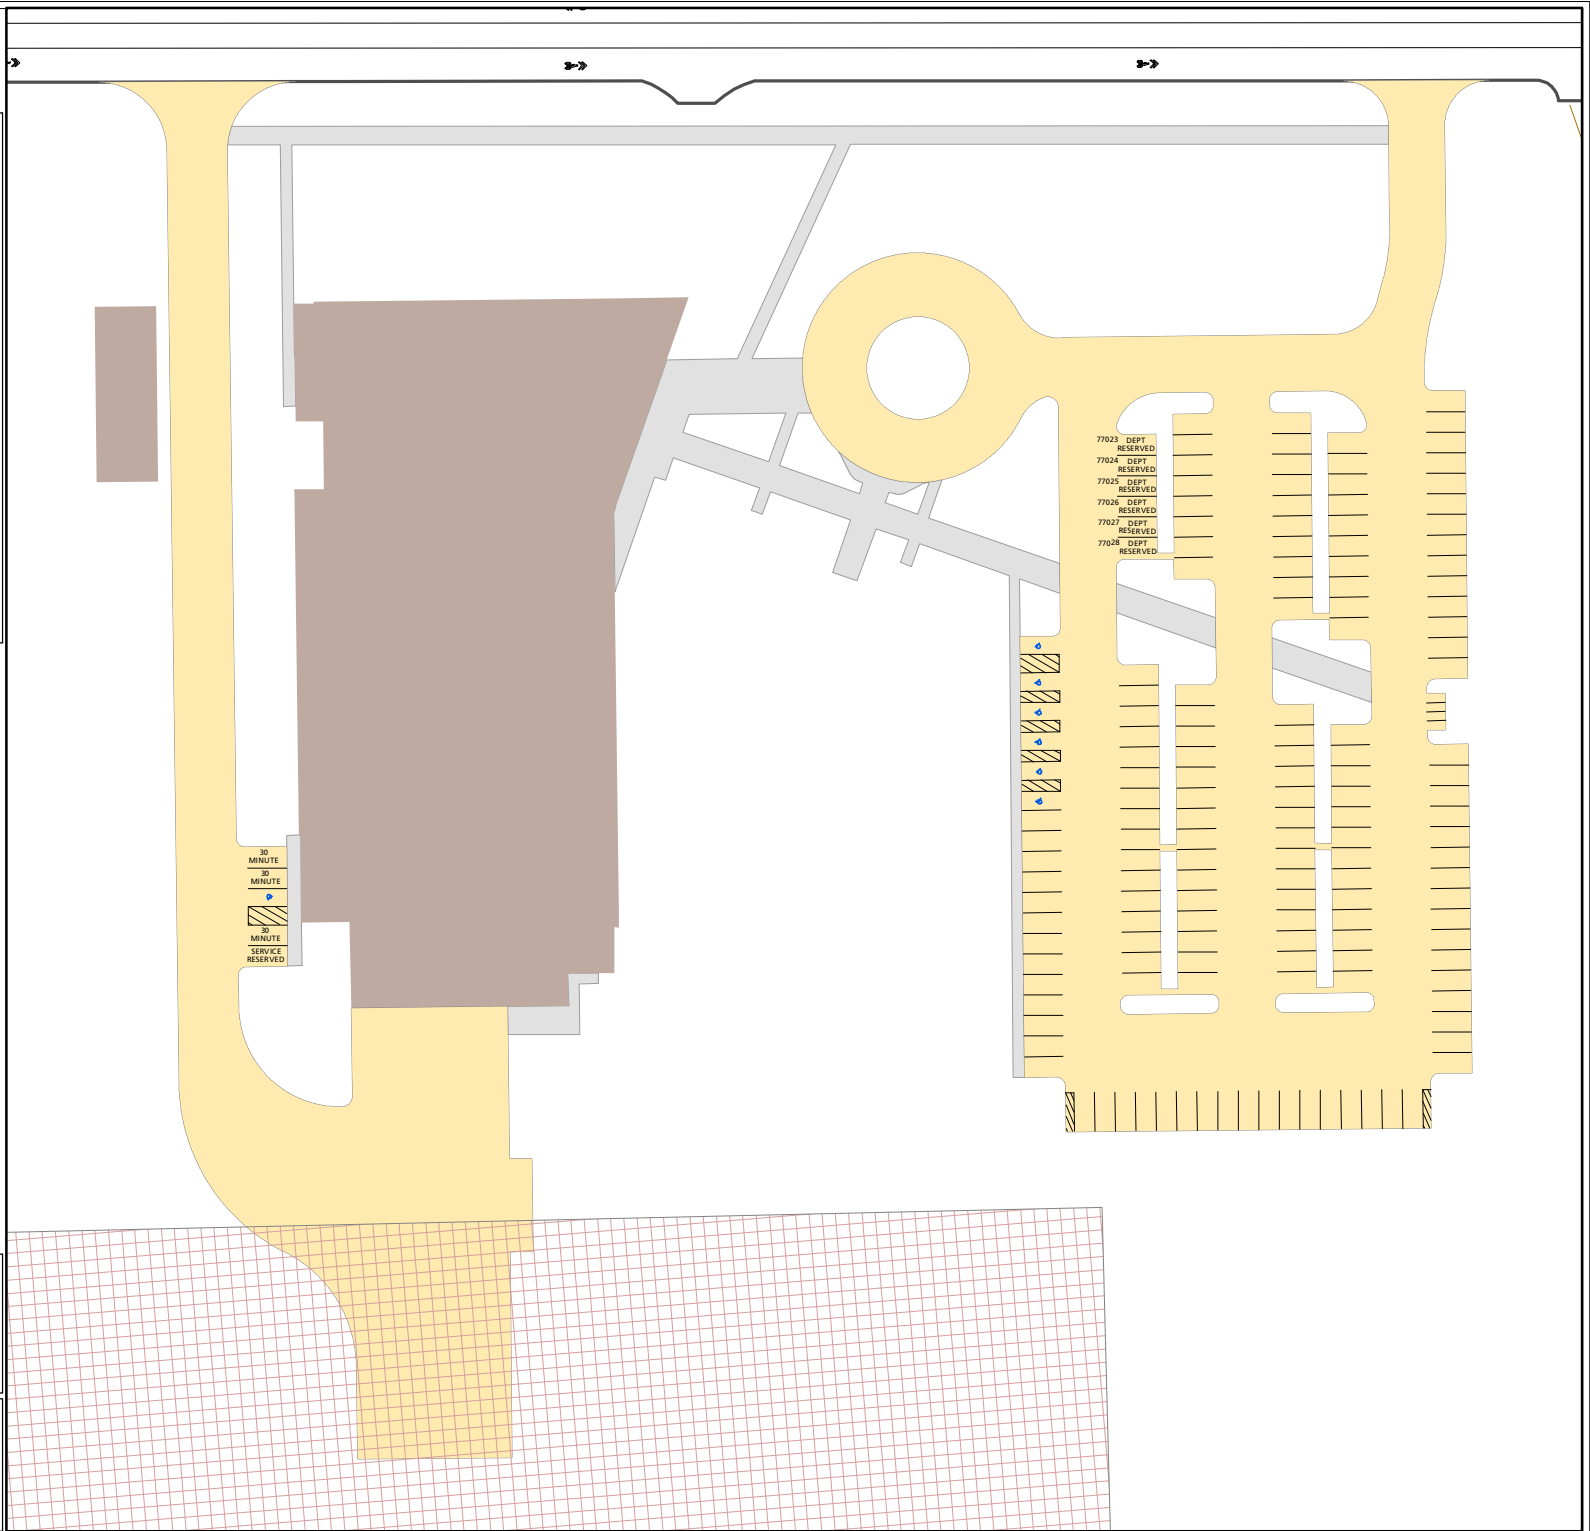 77023 DEPT
RESERVED
77024 DEPT
RESERVED
77025 DEPT
RESERVED
77026 DEPT
RESERVED
77027 DEPT
RESERVED
77028 DEPT
RESERVED
30
MINUTE
30
MINUTE
30
MINUTE
SERVICE
RESERVED